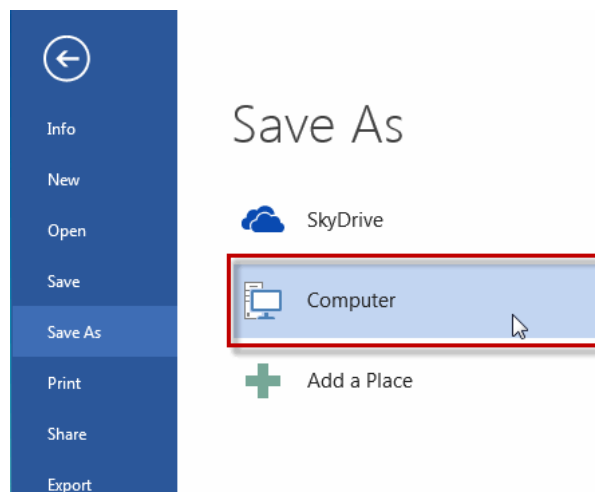 Info
New
Open
Save
Save As
Print
Share
Export
Save As
SkyDrive
Computer
Add a Place